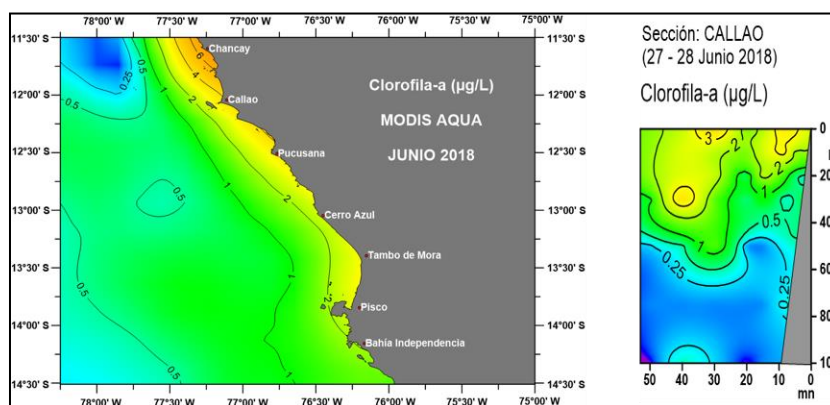 78°00' W 77°30' W 77°00' W 76°30' W 76°00' W 75°30' W 75°00' W
11°30' S 11°30' S
12°00' S 12°00' S
12°30' S 12°30' S
13°00' S 13°00' S
13°30' S 13°30' S
14°00' S 14°00' S
14°30' S 14°30' S
78°00' W 77°30' W 77°00' W 76°30' W 76°00' W 75°30' W 75°00' W
Chancay
Callao
Pucusana
Cerro Azul
Tambo de Mora
Pisco
Bahía Independencia
Clorofila-a (µg/L)
MODIS AQUA
JUNIO 2018
0.5
0.25
0.5
1
2
4
6
0.5
1
2
0.5
1
2
4
1
Sección: CALLAO
(27 - 28 Junio 2018)
Clorofila-a (µg/L)
3
2
2
1
0.5
1
0.25
0.25
0
20
40
60
80
50 40 30 20 10 0
mn